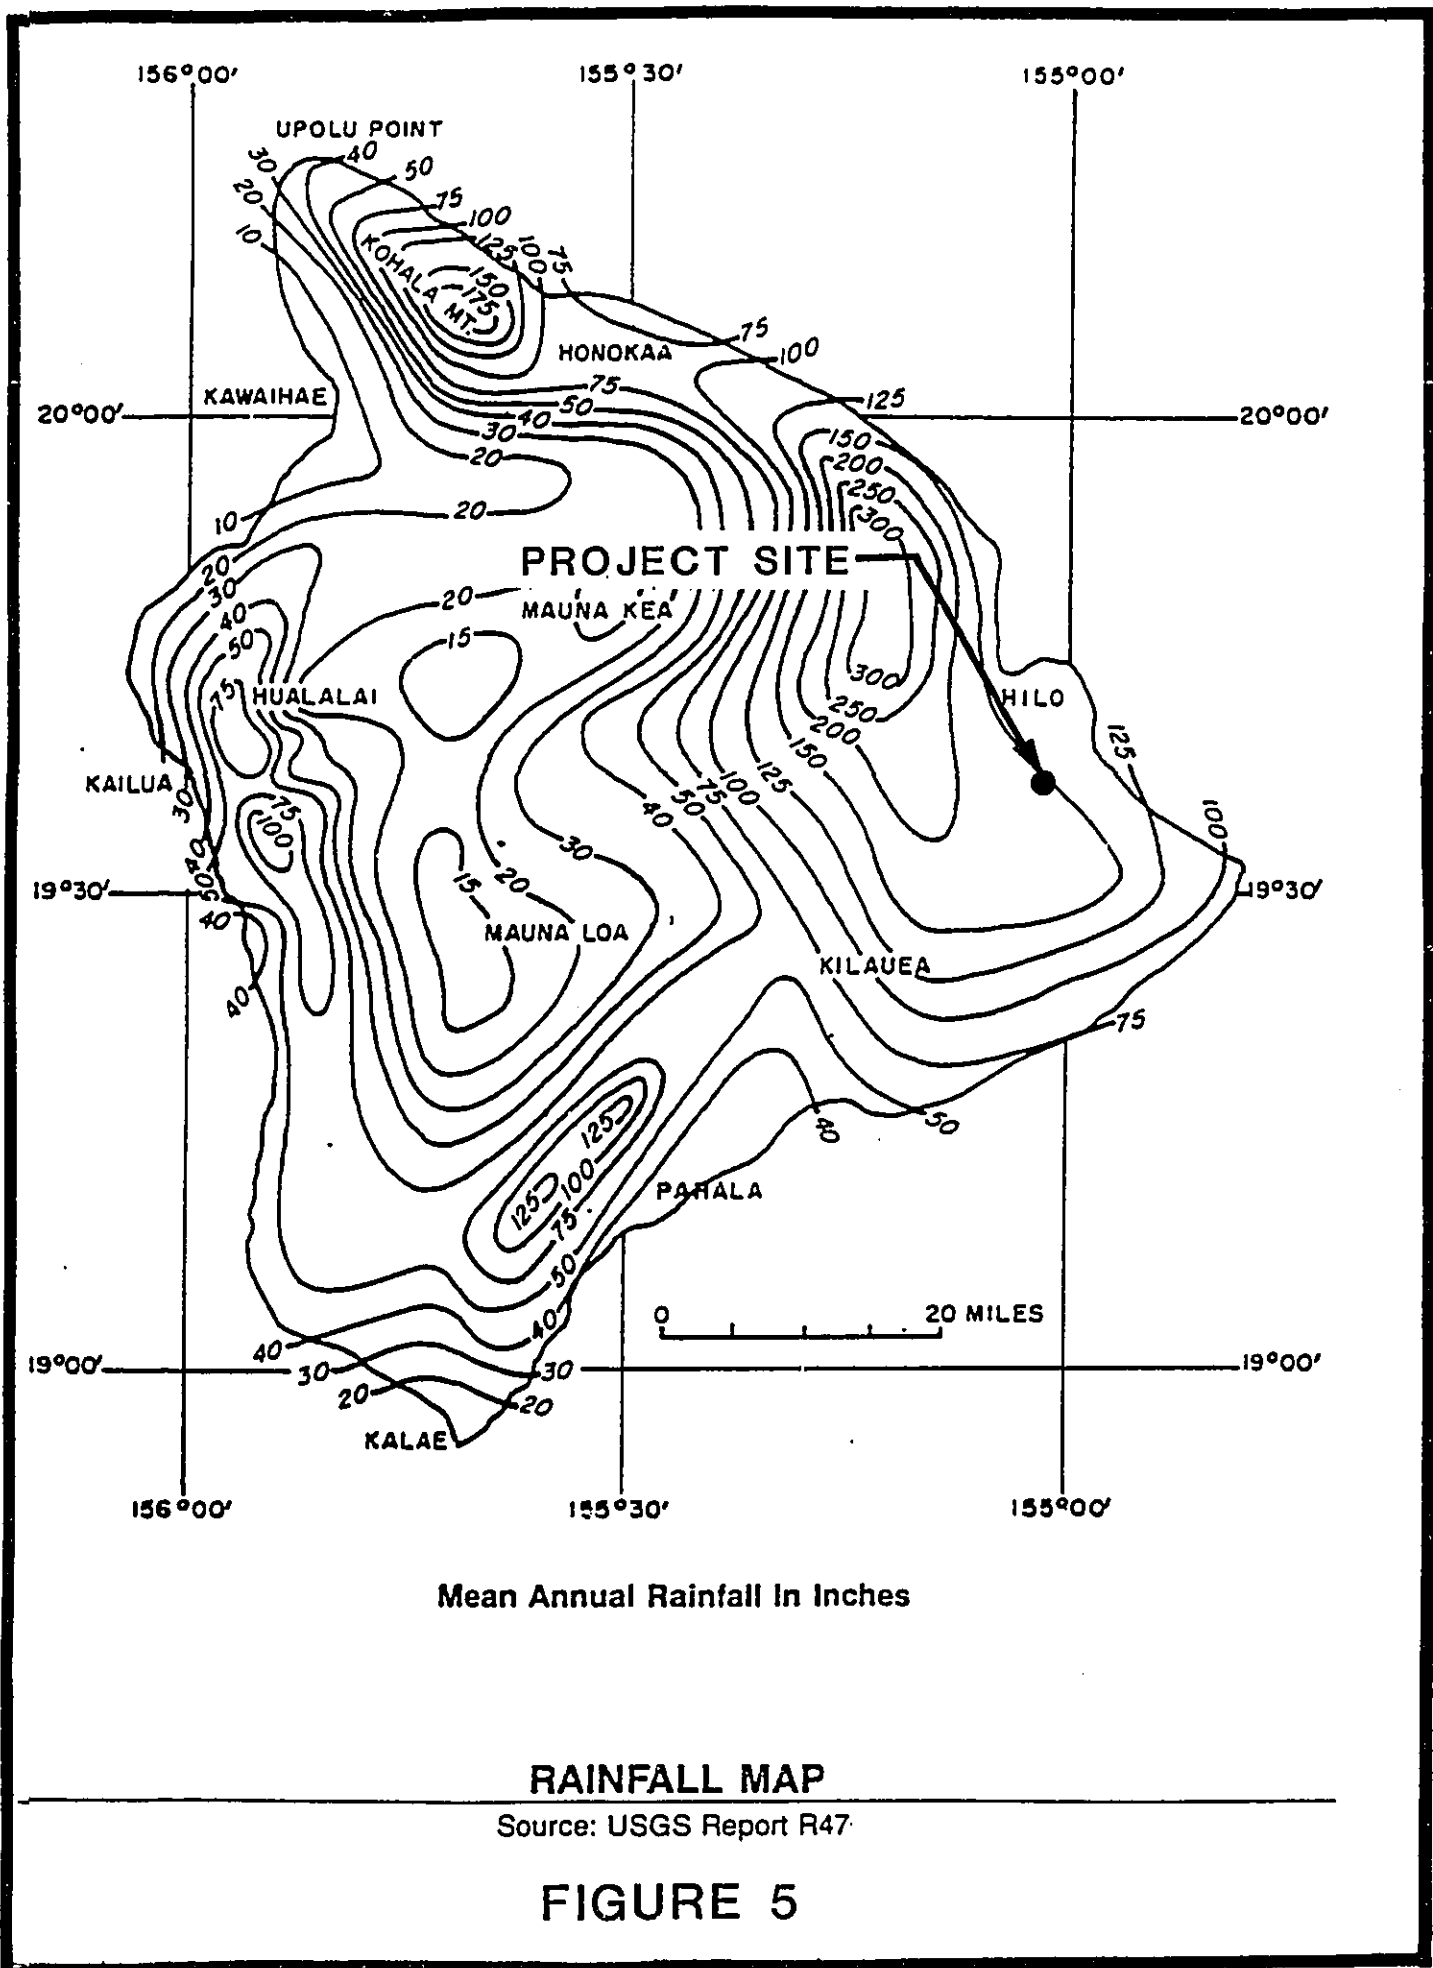 156°00' 155°30' 155°00'
UPOLU POINT
30 40 50
20 75
10 100
125 100 75
KOHALA MT.
150
175
75
HONOKAA 100
KAWAIHAE 75 125
20°00' 50 20°00'
40
30 150
20 200
250
20 300
10
PROJECT SITE
20
30 20 MAUNA KEA
40 15
50
75 HUALALAI 300 HILO
250
200 125
150
125
KAILUA 100
30 75 75
50 100
100 40
40 30
50 15 20
19°30' 19°30'
40 MAUNA LOA
KILAUEA
40
75
125 40 50
100
125 PAHALA
75
50
40 0 20 MILES
40
19°00' 30 30 19°00'
20 20
KALAE
156°00' 155°30' 155°00'
Mean Annual Rainfall In Inches
RAINFALL MAP
Source: USGS Report R47
FIGURE 5